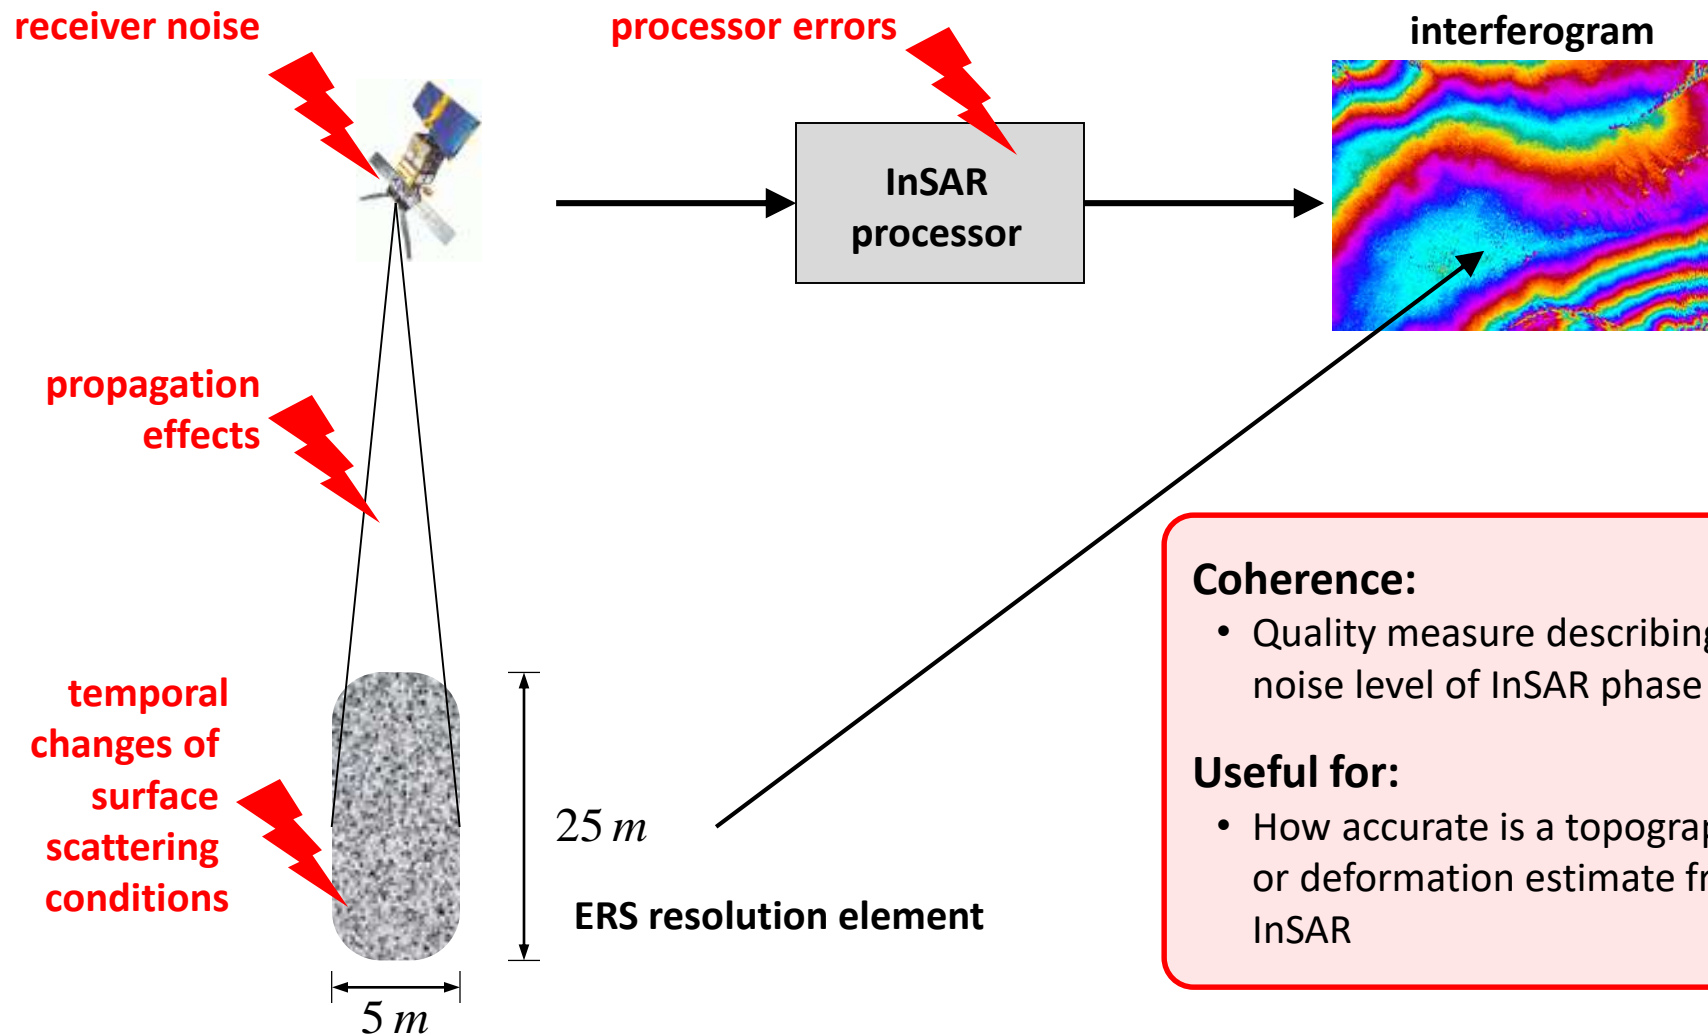 receiver noise
processor errors
interferogram
InSAR
processor
propagation
effects
temporal
changes of
surface
scattering
conditions
25 m
5 m
ERS resolution element
Coherence:
• Quality measure describing
noise level of InSAR phase
Useful for:
• How accurate is a
or deformation estimate
InSAR